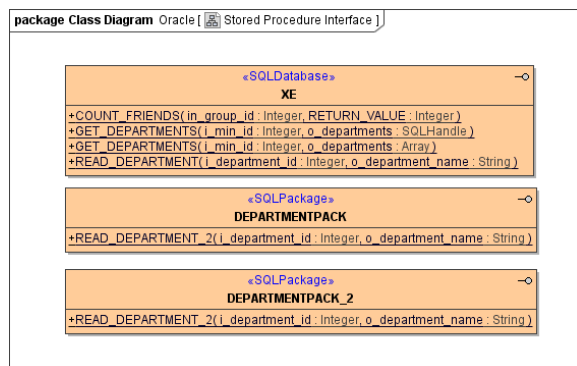 package Class Diagram Oracle [ Stored Procedure Interface ]
«SQLDatabase»
XE
+COUNT_FRIENDS( in_group_id : Integer, RETURN_VALUE : Integer )
+GET_DEPARTMENTS( i_min_id : Integer, o_departments : SQLHandle )
+GET_DEPARTMENTS( i_min_id : Integer, o_departments : Array )
+READ_DEPARTMENT( i_department_id : Integer, o_department_name : String )
«SQLPackage»
DEPARTMENTPACK
+READ_DEPARTMENT_2( i_department_id : Integer, o_department_name : String )
«SQLPackage»
DEPARTMENTPACK_2
+READ_DEPARTMENT_2( i_department_id : Integer, o_department_name : String )